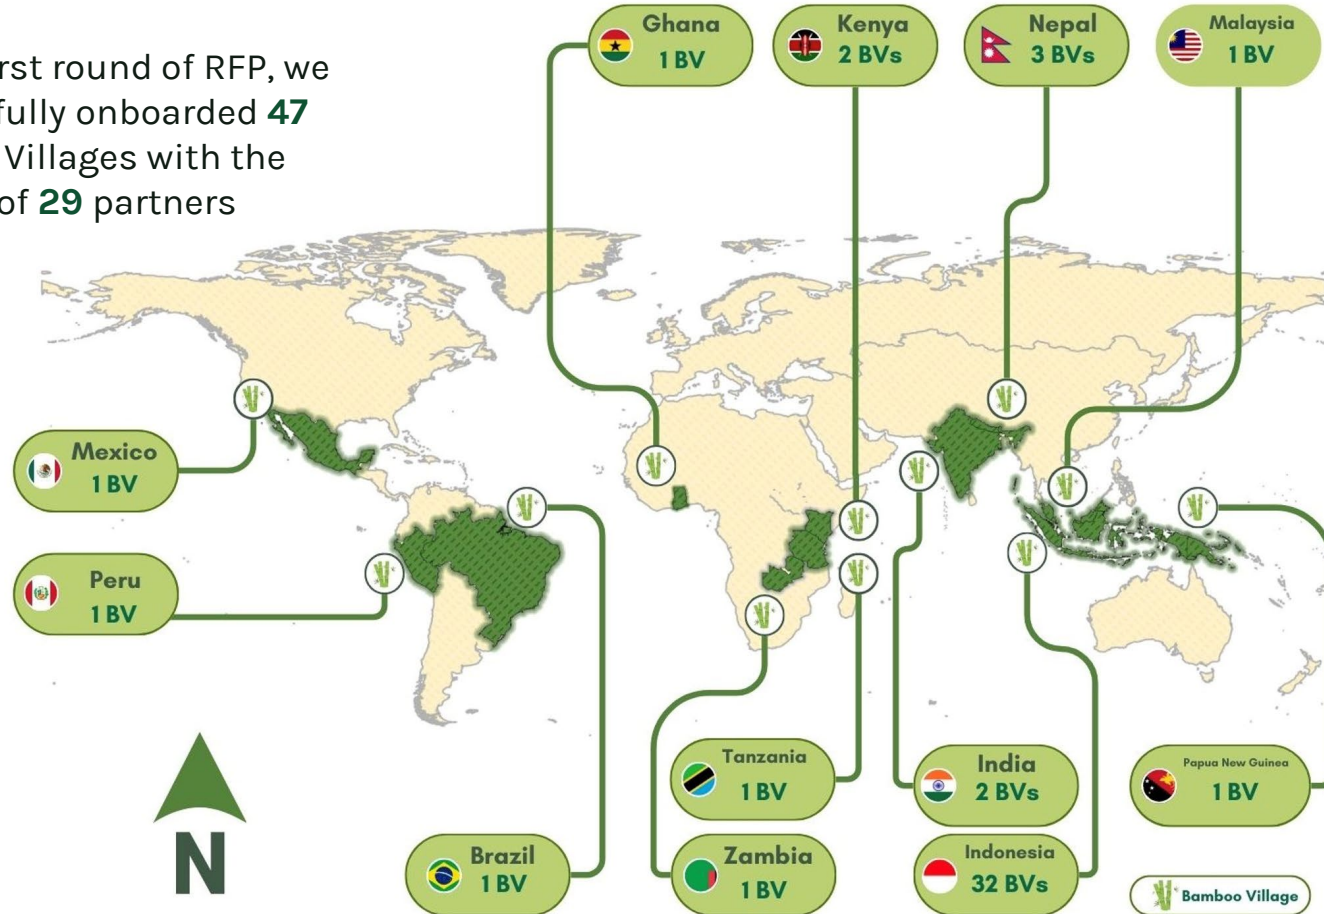 rst round of RFP, we
fully onboarded 47
Villages with the
of 29 partners
Ghana
1 BV
Kenya
2 BVs
Nepal
3 BVs
Malaysia
1 BV
Mexico
1 BV
Peru
1 BV
Tanzania
1 BV
India
2 BVs
Papua New Guinea
1 BV
Brazil
1 BV
Zambia
1 BV
Indonesia
32 BVs
N
Bamboo Village